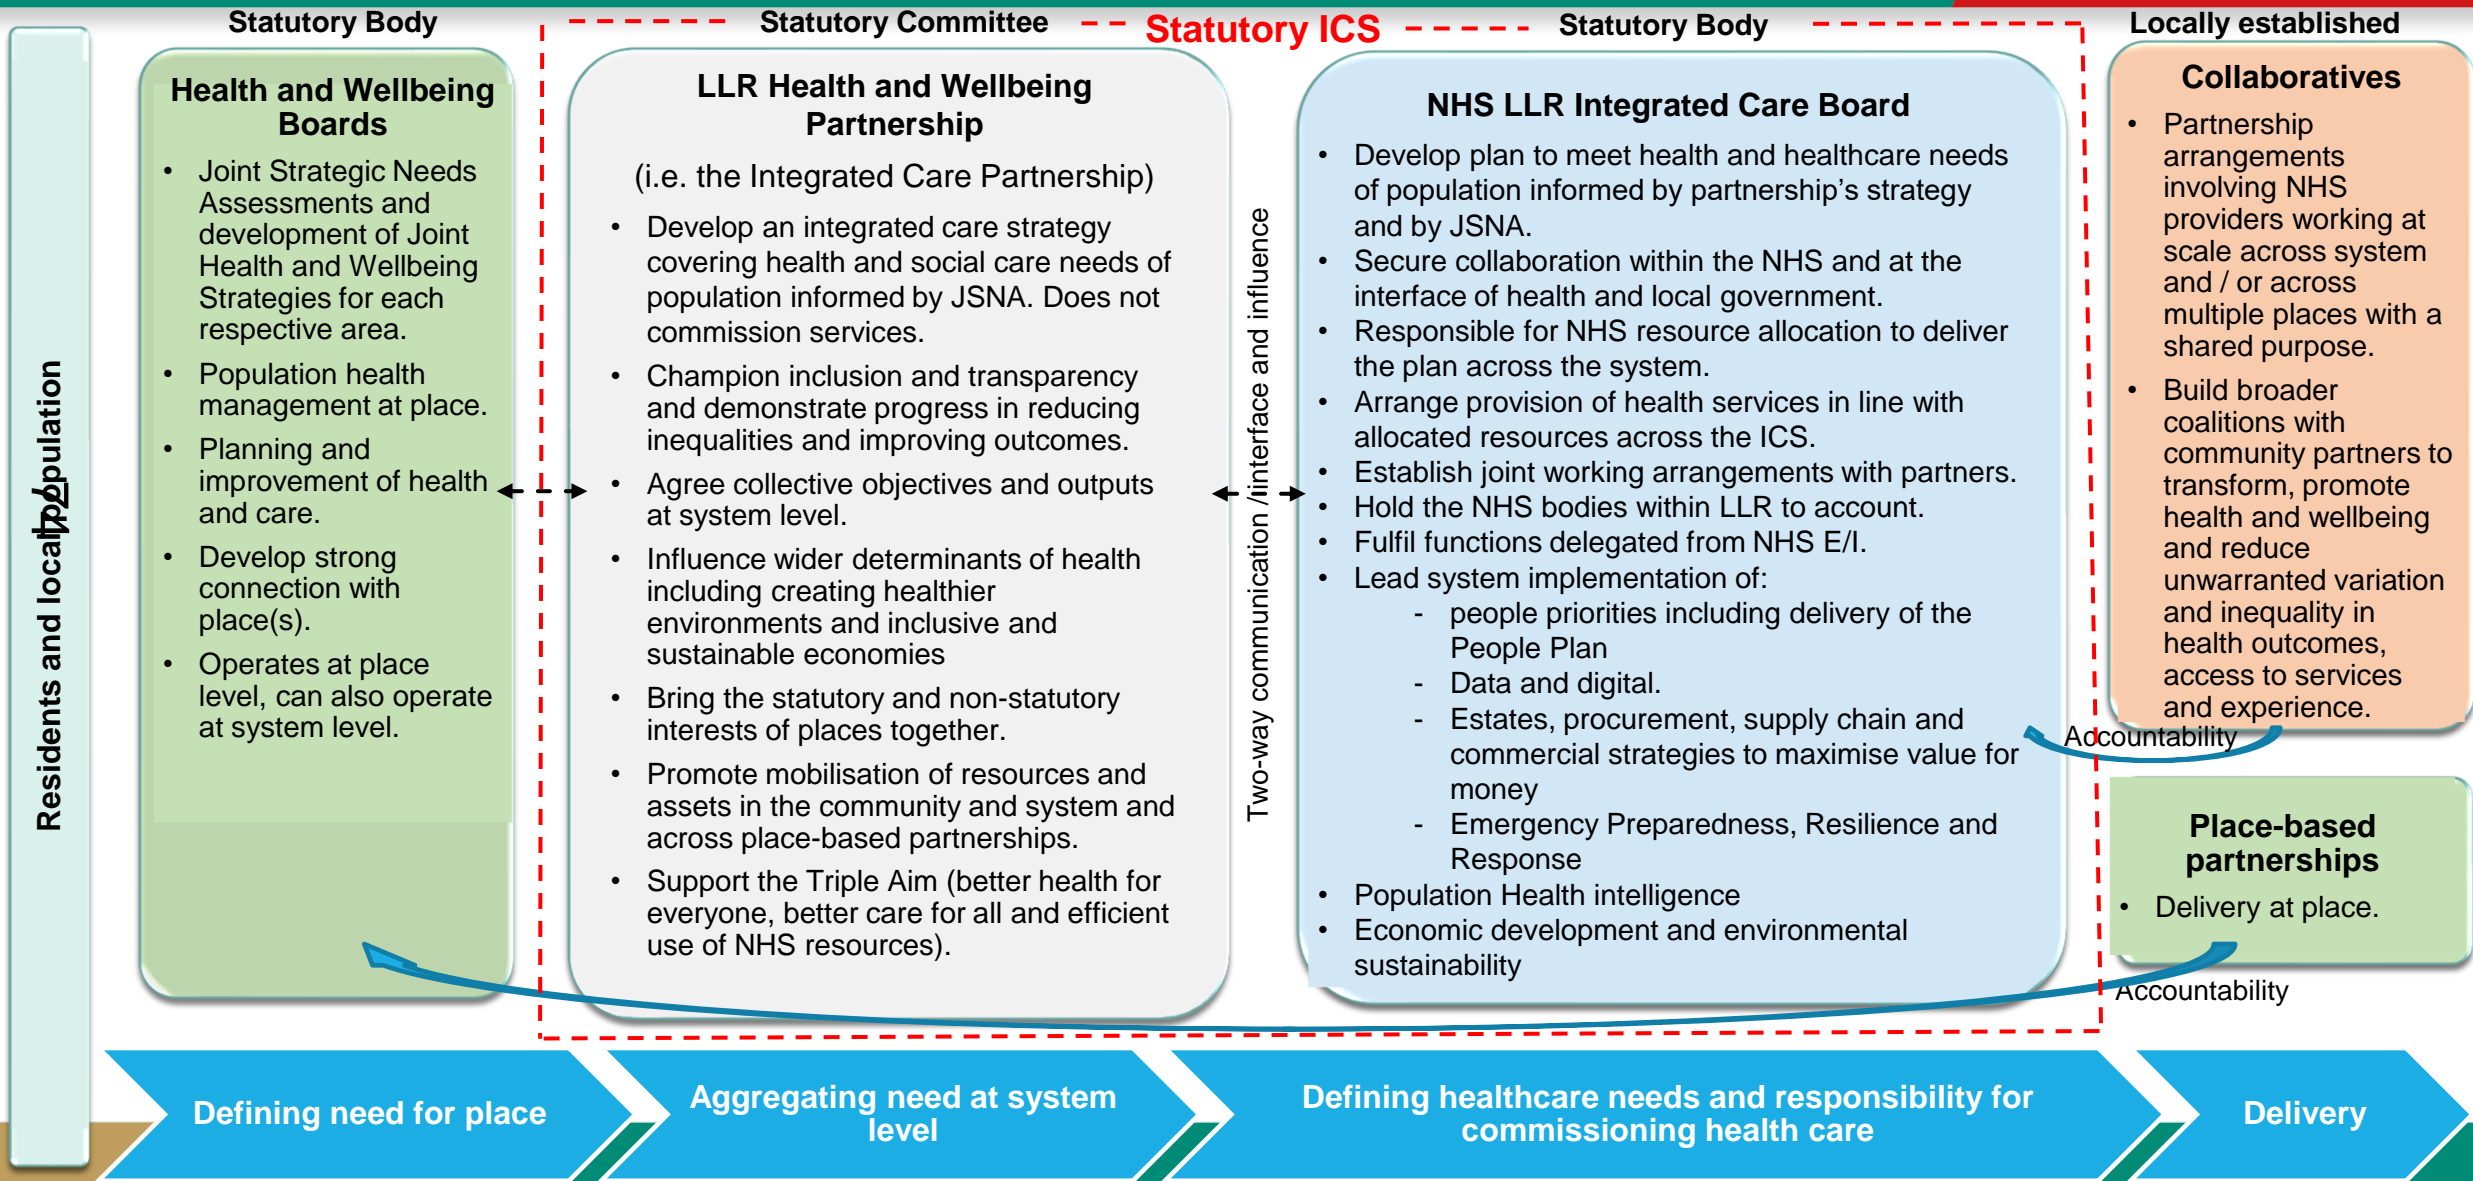 Statutory Body
Statutory Committee
Statutory ICS
Statutory Body
Locally established
Residents and local population
74
Health and Wellbeing
Boards
• Joint Strategic Needs
Assessments and
development of Joint
Health and Wellbeing
Strategies for each
respective area.
• Population health
management at place.
• Planning and
improvement of health
and care.
• Develop strong
connection with
place(s).
• Operates at place
level, can also operate
at system level.
LLR Health and Wellbeing
Partnership
(i.e. the Integrated Care Partnership)
• Develop an integrated care strategy
covering health and social care needs of
population informed by JSNA. Does not
commission services.
• Champion inclusion and transparency
and demonstrate progress in reducing
inequalities and improving outcomes.
• Agree collective objectives and outputs
at system level.
• Influence wider determinants of health
including creating healthier
environments and inclusive and
sustainable economies
• Bring the statutory and non-statutory
interests of places together.
• Promote mobilisation of resources and
assets in the community and system and
across place-based partnerships.
• Support the Triple Aim (better health for
everyone, better care for all and efficient
use of NHS resources).
Two-way communication / interface and influence
NHS LLR Integrated Care Board
• Develop plan to meet health and healthcare needs
of population informed by partnership’s strategy
and by JSNA.
• Secure collaboration within the NHS and at the
interface of health and local government.
• Responsible for NHS resource allocation to deliver
the plan across the system.
• Arrange provision of health services in line with
allocated resources across the ICS.
• Establish joint working arrangements with partners.
• Hold the NHS bodies within LLR to account.
• Fulfil functions delegated from NHS E/I.
• Lead system implementation of:
- people priorities including delivery of the
People Plan
- Data and digital.
- Estates, procurement, supply chain and
commercial strategies to maximise value for
money
- Emergency Preparedness, Resilience and
Response
• Population Health intelligence
• Economic development and environmental
sustainability
Collaboratives
• Partnership
arrangements
involving NHS
providers working at
scale across system
and / or across
multiple places with a
shared purpose.
• Build broader
coalitions with
community partners to
transform, promote
health and wellbeing
and reduce
unwarranted variation
and inequality in
health outcomes,
access to services
and experience.
Accountability
Place-based
partnerships
• Delivery at place.
Accountability
Defining need for place
Aggregating need at system
level
Defining healthcare needs and responsibility for
commissioning health care
Delivery